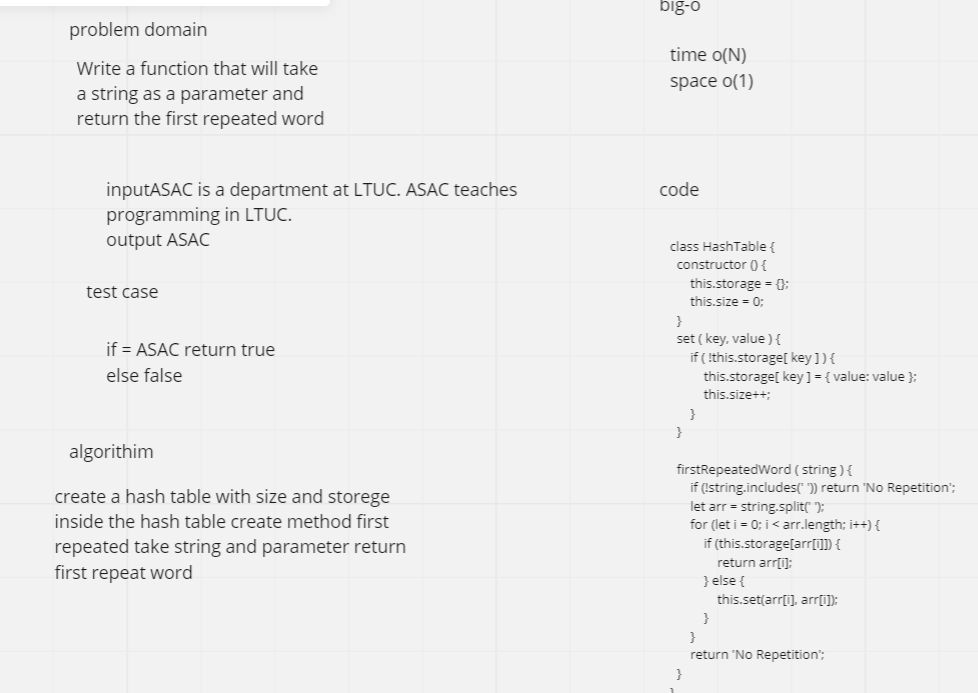 problem domain
Write a function that will take
a string as a parameter and
return the first repeated word
inputASAC is a department at LTUC. ASAC teaches
programming in LTUC.
output ASAC
test case
if = ASAC return true
else false
algorithim
create a hash table with size and storege
inside the hash table create method first
repeated take string and parameter return
first repeat word
big-o
time o(N)
space o(1)
code
class HashTable {
constructor () {
this.storage = {};
this.size = 0;
}
set ( key, value ) {
if ( !this.storage[ key ] ) {
this.storage[ key ] = { value: value };
this.size++;
}
}
firstRepeatedWord ( string ) {
if (!string.includes(' ')) return 'No Repetition';
let arr = string.split(' ');
for (let i = 0; i < arr.length; i++) {
if (this.storage[arr[i]]) {
return arr[i];
} else {
this.set(arr[i], arr[i]);
}
}
return 'No Repetition';
}
}